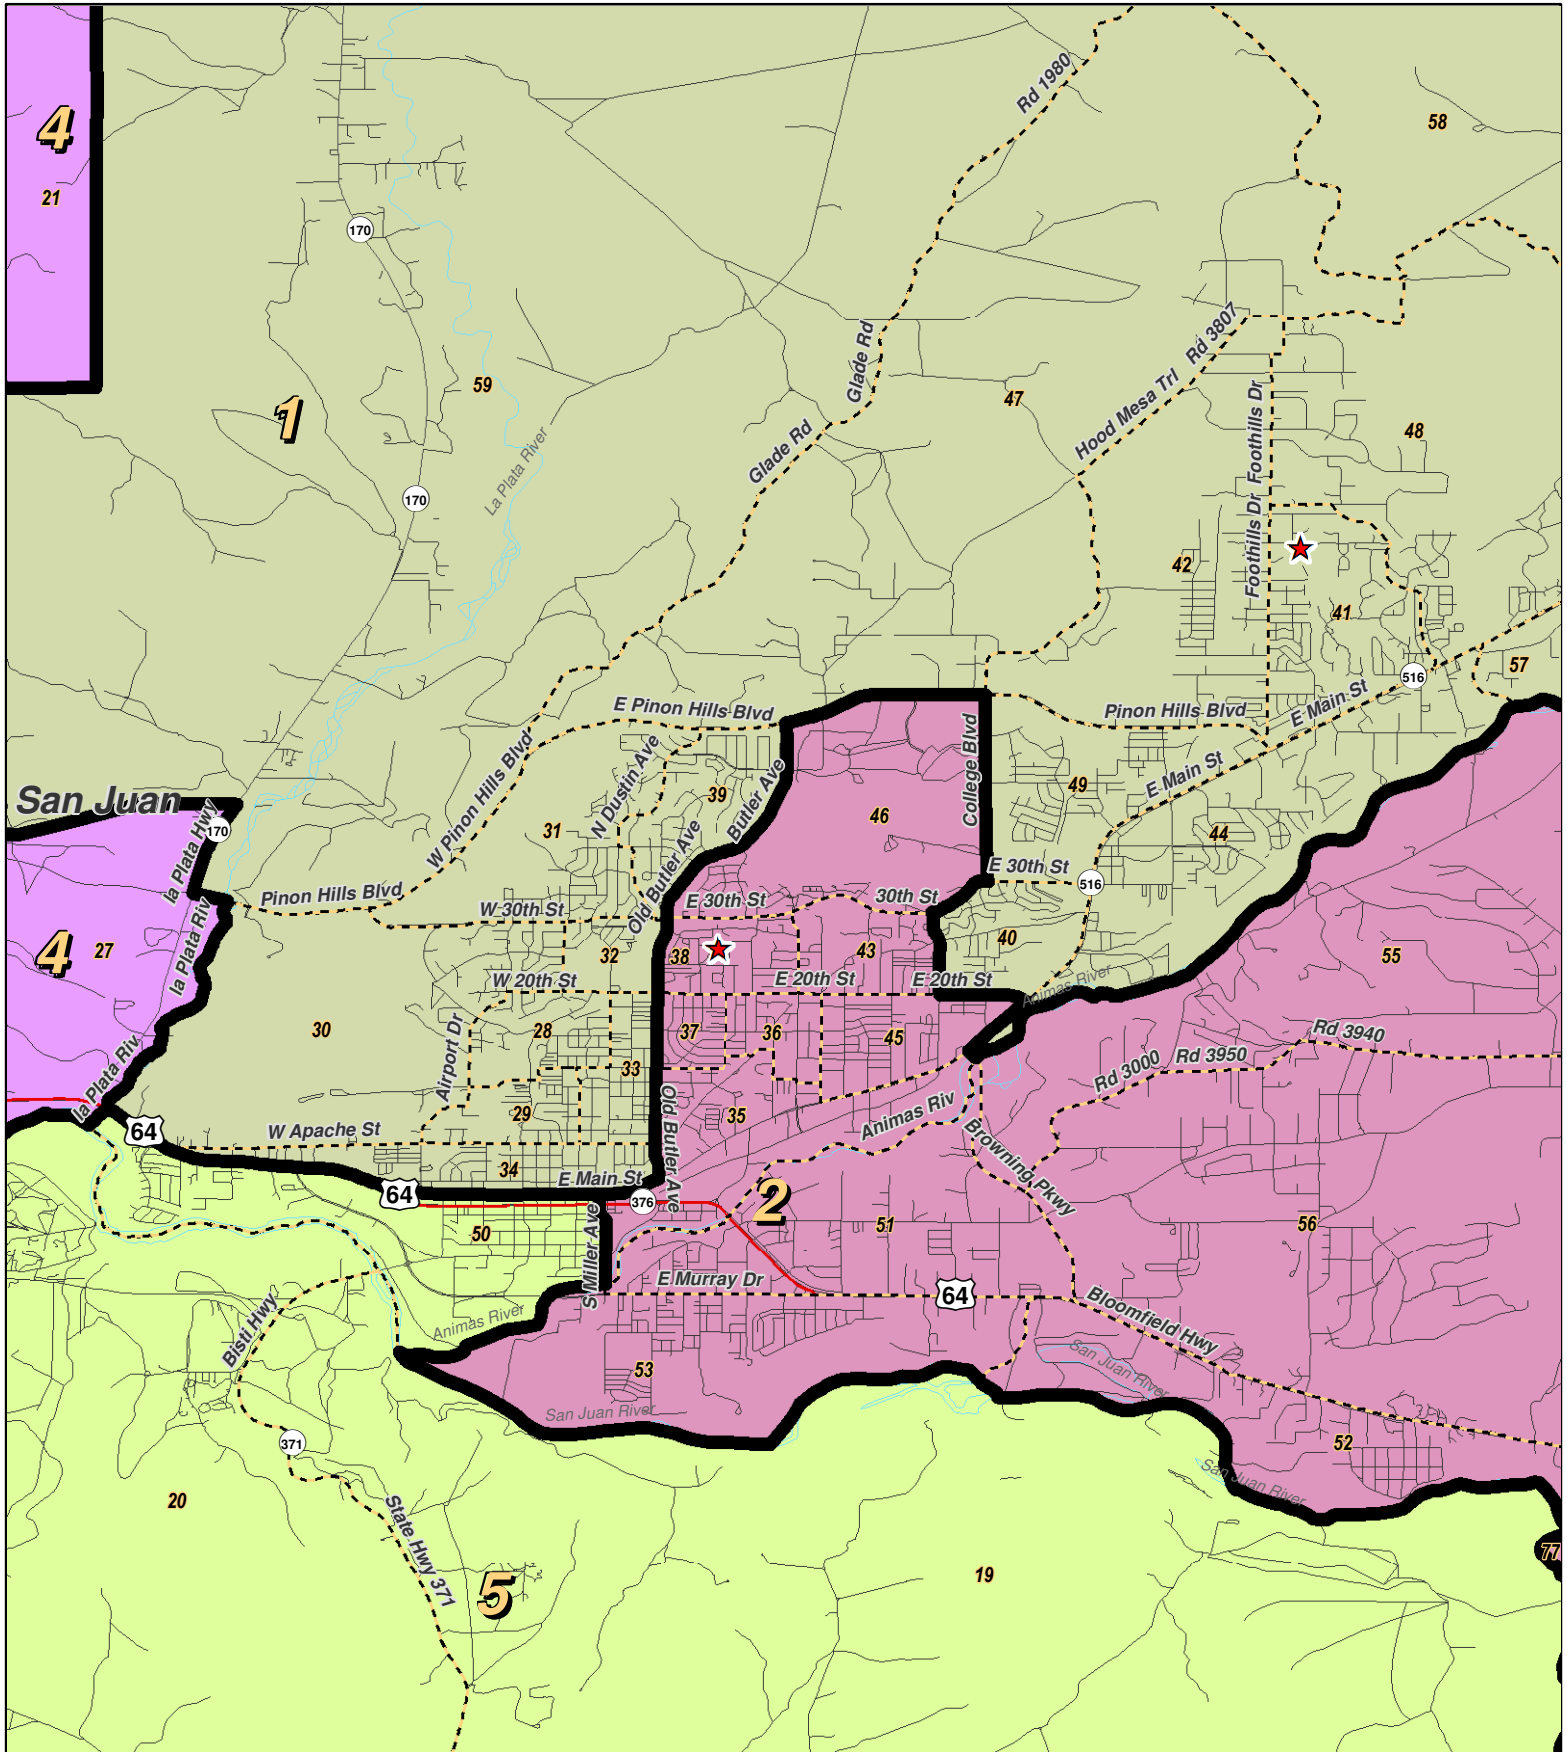 4
21
58
Rd 1980
170
Rd 3807
Glade Rd
59
47
1
Hood Mesa Trl
Foothills Dr
48
Glade Rd
La Plata River
170
Foothills Dr
42
41
57
516
E Pinon Hills Blvd
Pinon Hills Blvd
E Main St
W Pinon Hills Blvd
N Dustin Ave
College Blvd
E Main St
49
39
Butler Ave
San Juan
la Plata Hwy
170
31
46
44
Old Butler Ave
E 30th St
516
Pinon Hills Blvd
W 30th St
E 30th St
30th St
la Plata Riv
4
27
32
38
43
40
55
W 20th St
E 20th St
E 20th St
Animas River
30
28
37
36
45
Rd 3940
Airport Dr
Rd 3000
Rd 3950
33
la Plata Riv
29
Old Butler Ave
35
Animas Riv
64
W Apache St
Browning Pkwy
34
E Main St
64
376
2
50
S Miller Ave
51
56
E Murray Dr
64
Bisti Hwy
Animas River
Bloomfield Hwy
San Juan River
53
San Juan River
371
52
San Juan River
20
State Hwy 371
77
5
19